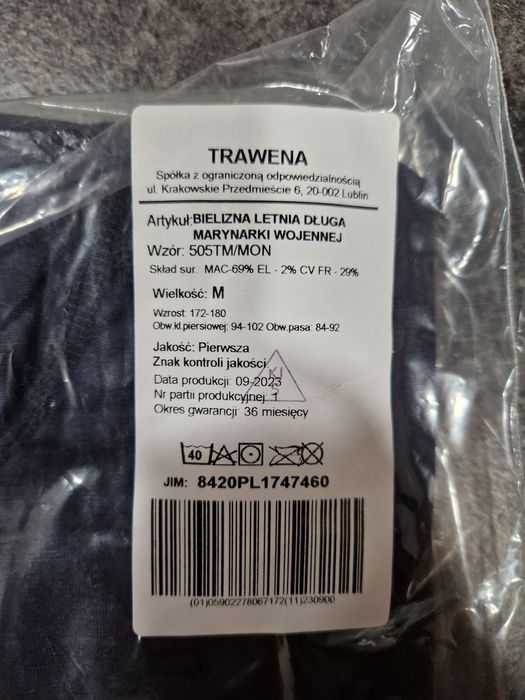 TRAWENA
Spółka z ograniczoną odpowiedzialnością
ul. Krakowskie Przedmieście 6, 20-002 Lublin
Artykuł:BIELIZNA LETNIA DŁUGA
MARYNARKI WOJENNEJ
Wzór: 505TM/MON
Skład sur. MAC-69% EL - 2% CV FR - 29%
Wielkość: M
Wzrost: 172-180
Obw.kl.piersiowej: 94-102 Obw.pasa: 84-92
Jakość: Pierwsza
Znak kontroli jakości
KJ
5
Data produkcji: 09-2023
Nr partii produkcyjnej: 1
Okres gwarancji: 36 miesięcy
40
JIM: 8420PL1747460
(01)05902278067172(11)230900